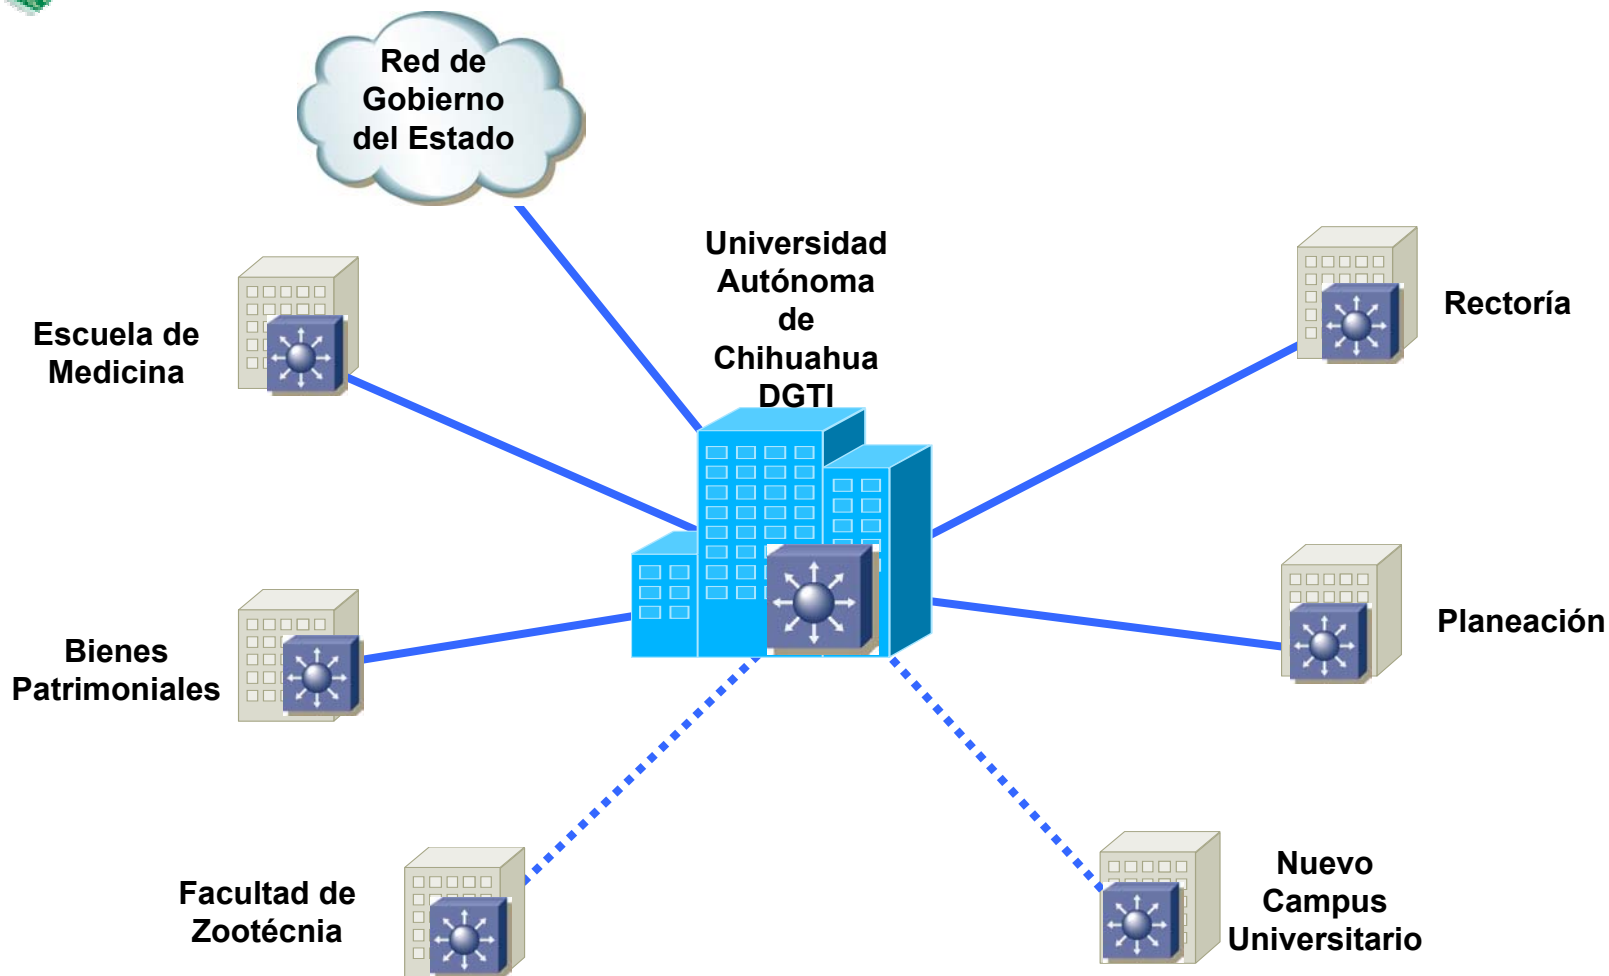 Red de
Gobierno
del Estado
Universidad
Autónoma
de
Chihuahua
DGTI
Escuela de
Medicina
Rectoría
Bienes
Patrimoniales
Planeación
Facultad de
Zootécnia
Nuevo
Campus
Universitario